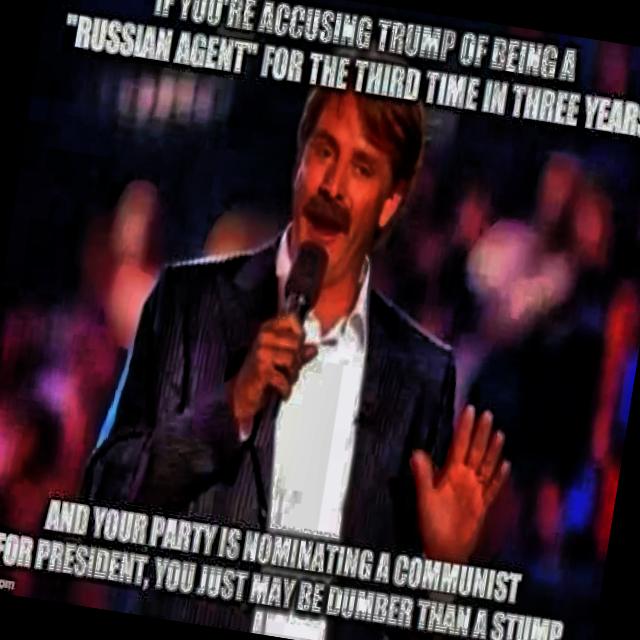 IF YOU'RE ACCUSING TRUMP OF BEING A
"RUSSIAN AGENT" FOR THE THIRD TIME IN THREE YEARS
AND YOUR PARTY IS NOMINATING A COMMUNIST
FOR PRESIDENT, YOU JUST MAY BE DUMBER THAN A STUMP